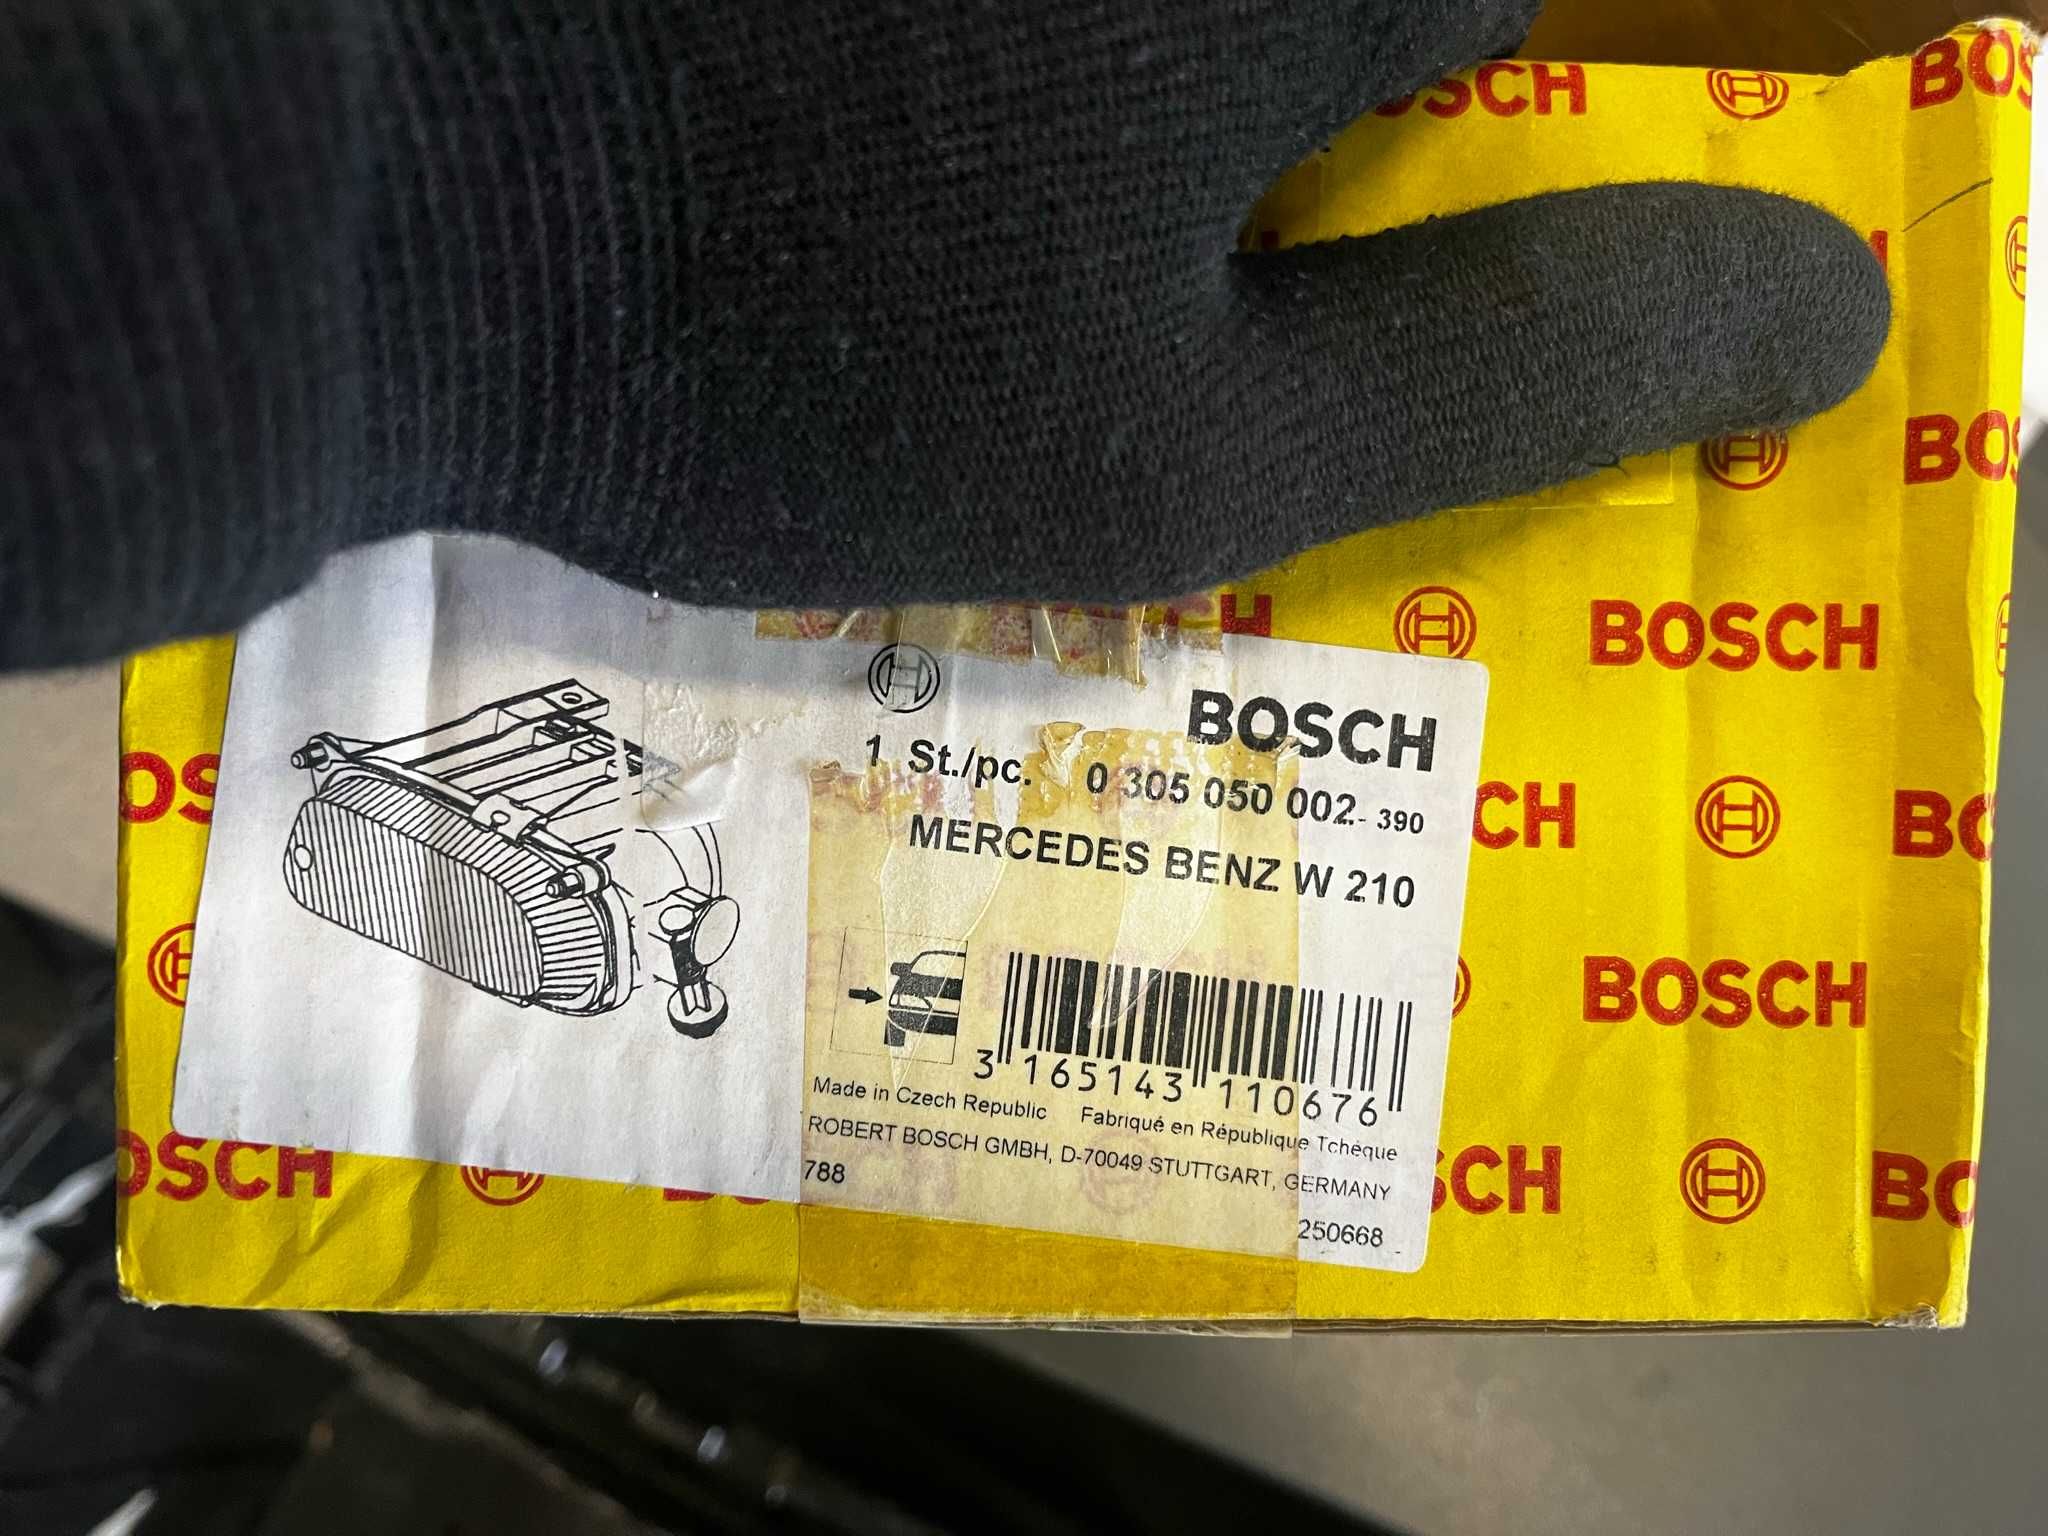 BOSCH
BOSCH
BOSCH
BOSCH
1 St./pc. 0 305 050 002 - 390
MERCEDES BENZ W 210
3 165143 110676
Made in Czech Republic Fabriqué en République Tchèque
BOSCH
ROBERT BOSCH GMBH, D-70049 STUTTGART, GERMANY
788
250668